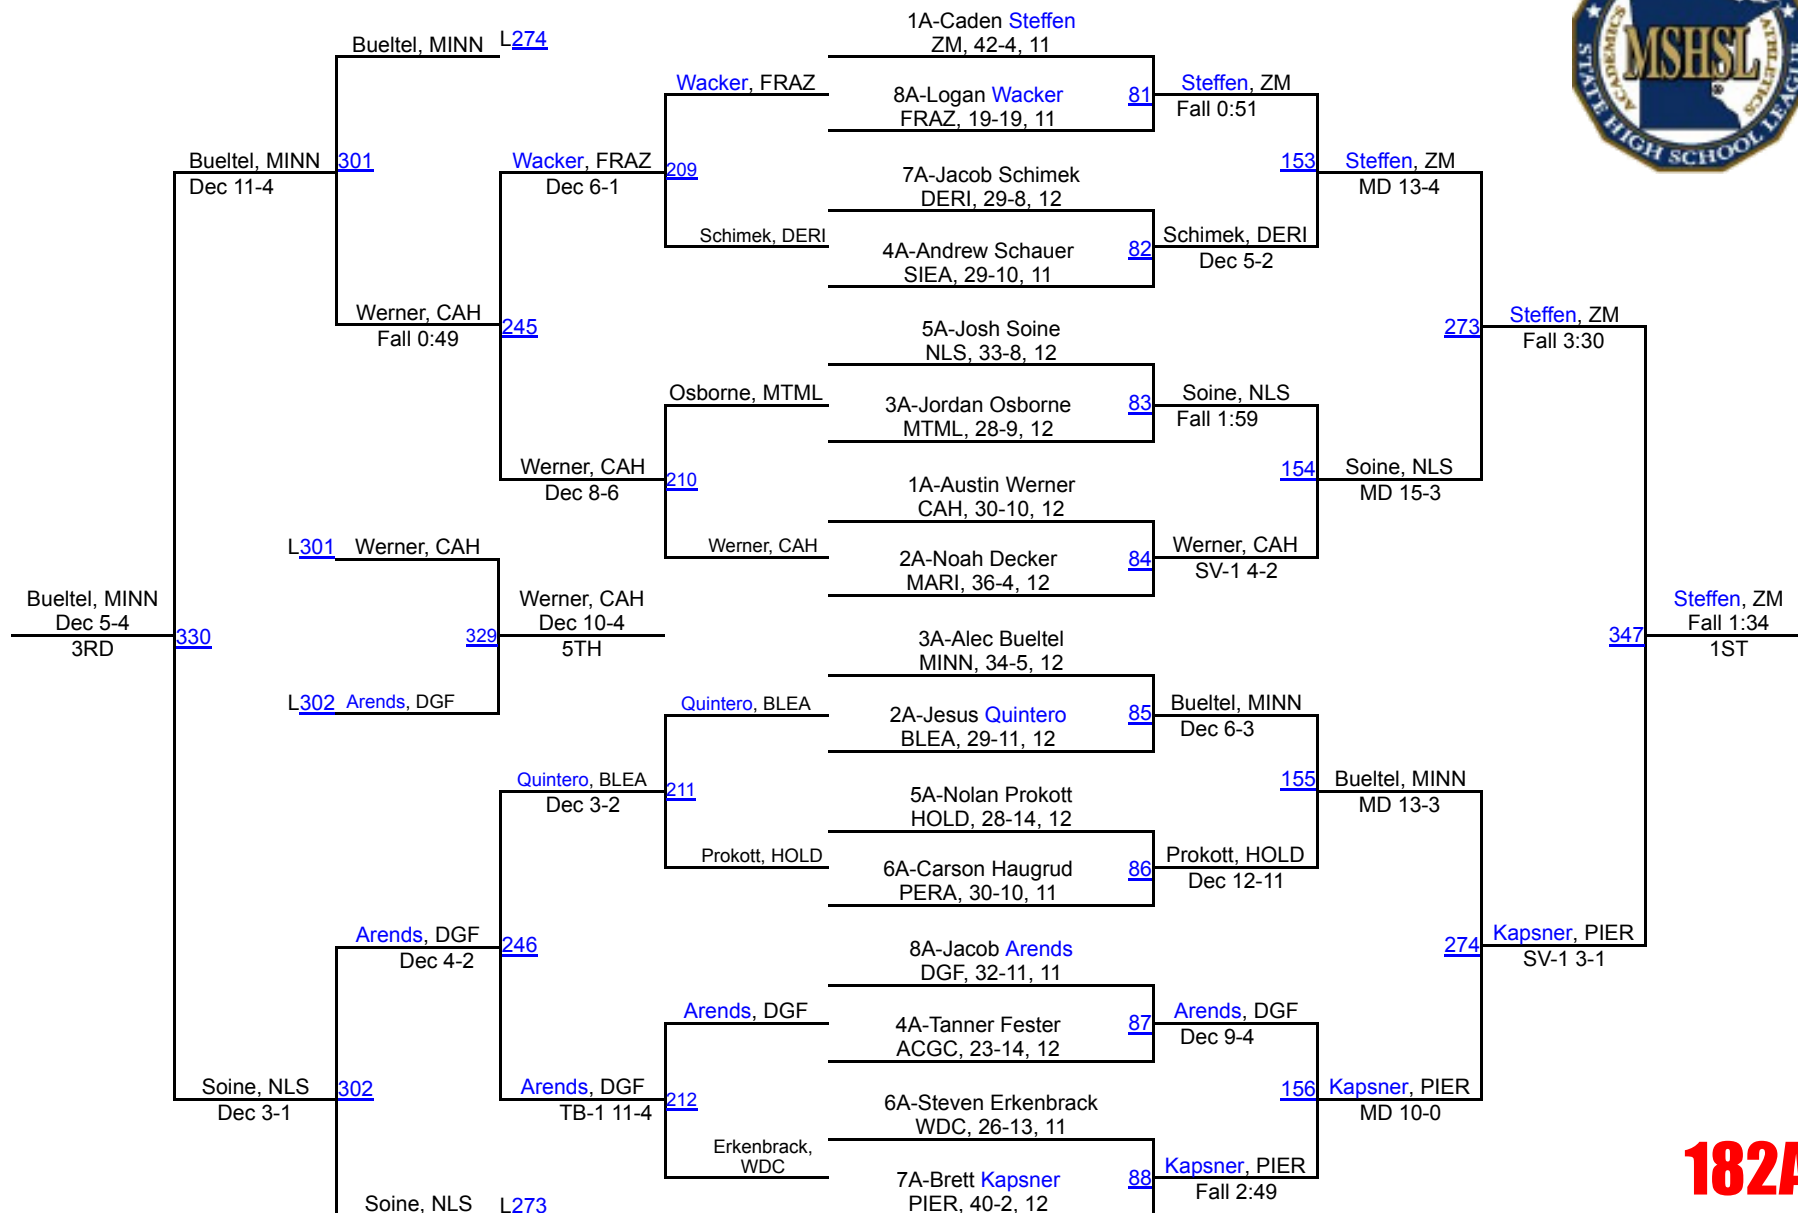 Bueltel, MINN L274
Bueltel, MINN 301
Dec 11-4
Wacker, FRAZ
Wacker, FRAZ 209
Dec 6-1
Schimek, DERI
Werner, CAH 245
Fall 0:49
Osborne, MTML
Werner, CAH 210
Dec 8-6
Werner, CAH
L301 Werner, CAH
Werner, CAH
329 Dec 10-4
5TH
L302 Arends, DGF
Bueltel, MINN
Dec 5-4 330
3RD
Quintero, BLEA
Quintero, BLEA 211
Dec 3-2
Prokott, HOLD
Arends, DGF 246
Dec 4-2
Arends, DGF
Arends, DGF 212
TB-1 11-4
Erkenbrack,
WDC
Soine, NLS 302
Dec 3-1
Soine, NLS L273
1A-Caden Steffen
ZM, 42-4, 11
8A-Logan Wacker 81
FRAZ, 19-19, 11
7A-Jacob Schimek
DERI, 29-8, 12
4A-Andrew Schauer 82
SIEA, 29-10, 11
5A-Josh Soine
NLS, 33-8, 12
3A-Jordan Osborne 83
MTML, 28-9, 12
1A-Austin Werner
CAH, 30-10, 12
2A-Noah Decker 84
MARI, 36-4, 12
3A-Alec Bueltel
MINN, 34-5, 12
2A-Jesus Quintero 85
BLEA, 29-11, 12
5A-Nolan Prokott
HOLD, 28-14, 12
6A-Carson Haugrud 86
PERA, 30-10, 11
8A-Jacob Arends
DGF, 32-11, 11
4A-Tanner Fester 87
ACGC, 23-14, 12
6A-Steven Erkenbrack
WDC, 26-13, 11
7A-Brett Kapsner 88
PIER, 40-2, 12
Steffen, ZM
Fall 0:51
153 Steffen, ZM
MD 13-4
Schimek, DERI
Dec 5-2
273 Steffen, ZM
Fall 3:30
Soine, NLS
Fall 1:59
154 Soine, NLS
MD 15-3
Werner, CAH
SV-1 4-2
Steffen, ZM
347 Fall 1:34
1ST
Bueltel, MINN
Dec 6-3
155 Bueltel, MINN
MD 13-3
Prokott, HOLD
Dec 12-11
274 Kapsner, PIER
SV-1 3-1
Arends, DGF
Dec 9-4
156 Kapsner, PIER
MD 10-0
Kapsner, PIER
Fall 2:49
MSHSL
ACADEMICS
ATHLETICS
STATE HIGH SCHOOL LEAGUE
®
182A